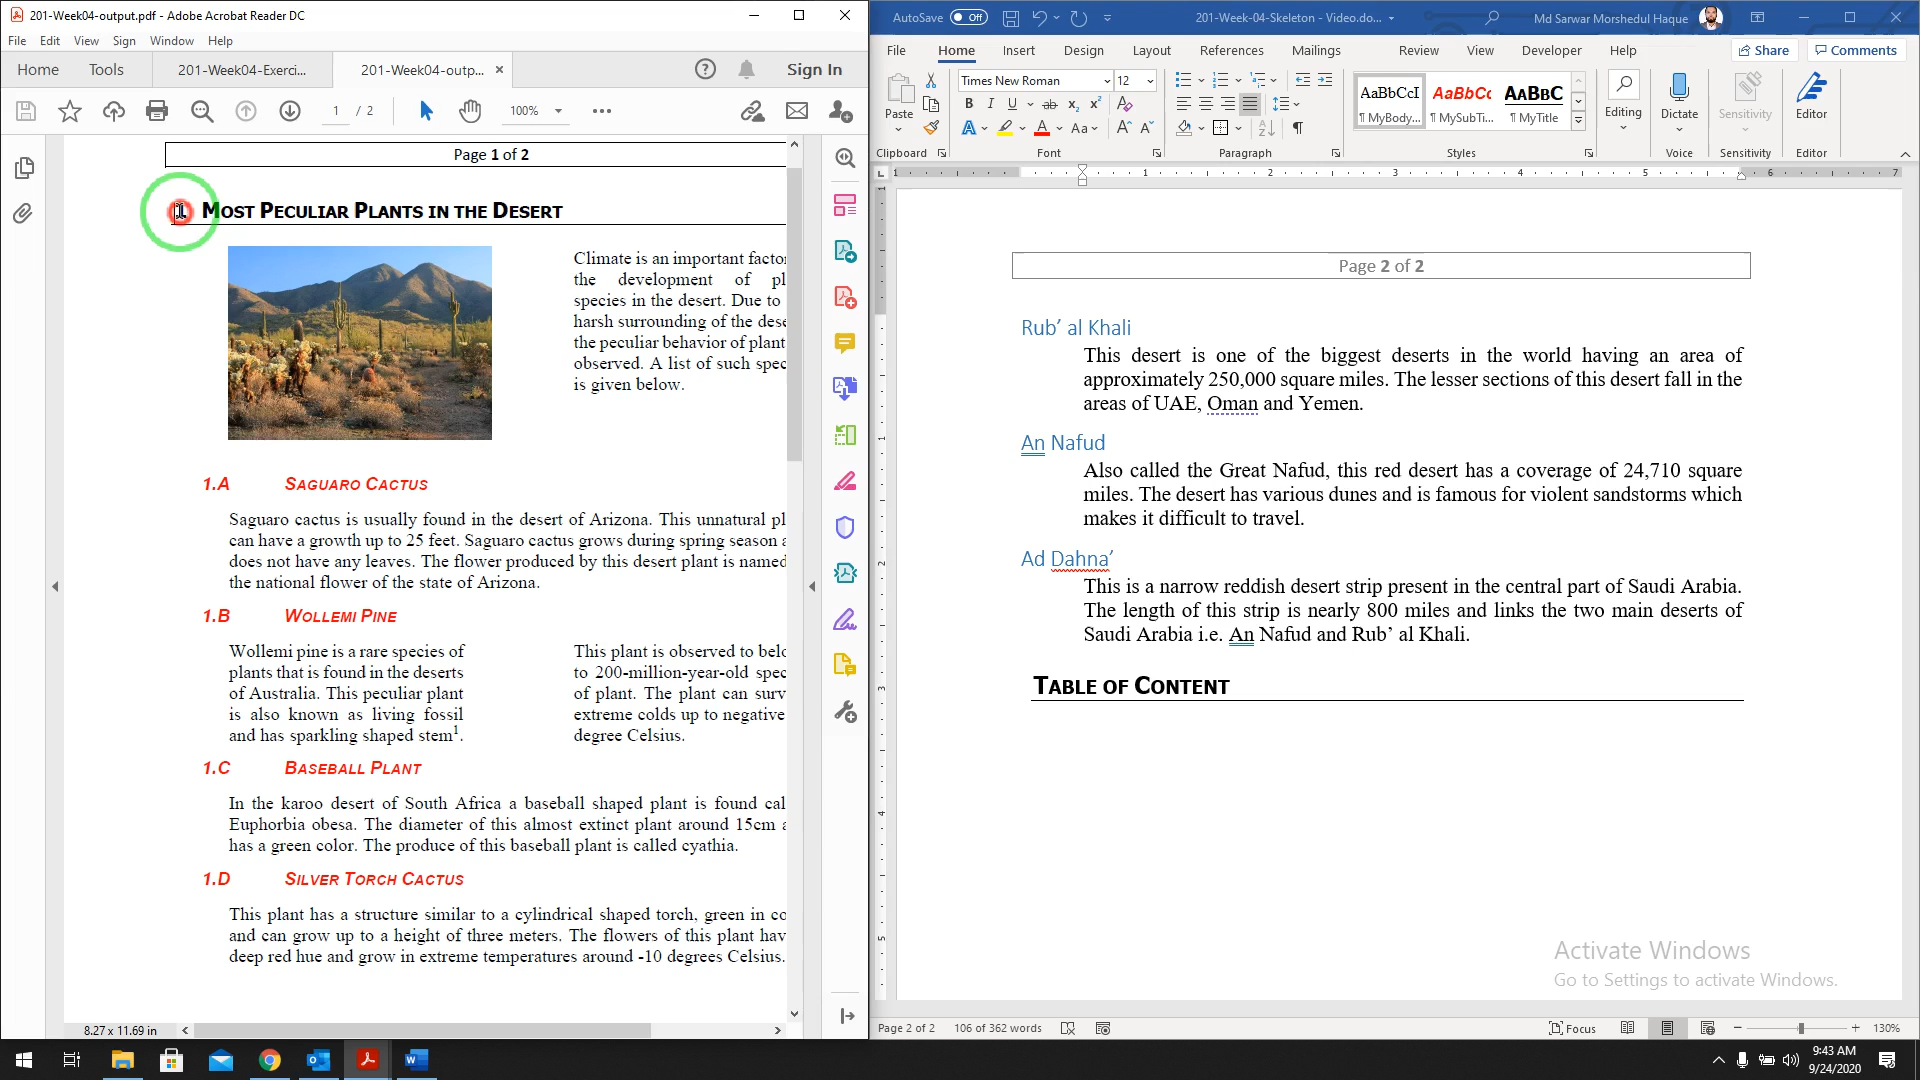 201-Week04-output.pdf - Adobe Acrobat Reader DC
File Edit View Sign Window Help
Home Tools 201-Week04-Exerci... 201-Week04-outp... × Sign In
1 / 2 100%
Page 1 of 2
MOST PECULIAR PLANTS IN THE DESERT
Climate is an important facto
the development of pl
species in the desert. Due to
harsh surrounding of the dese
the peculiar behavior of plant
observed. A list of such spec
is given below.
1.A SAGUARO CACTUS
Saguaro cactus is usually found in the desert of Arizona. This unnatural pl
can have a growth up to 25 feet. Saguaro cactus grows during spring season a
does not have any leaves. The flower produced by this desert plant is named
the national flower of the state of Arizona.
1.B WOLLEMI PINE
Wollemi pine is a rare species of
plants that is found in the deserts
of Australia. This peculiar plant
is also known as living fossil
and has sparkling shaped stem1.
This plant is observed to belo
to 200-million-year-old spec
of plant. The plant can surv
extreme colds up to negative
degree Celsius.
1.C BASEBALL PLANT
In the karoo desert of South Africa a baseball shaped plant is found cal
Euphorbia obesa. The diameter of this almost extinct plant around 15cm a
has a green color. The produce of this baseball plant is called cyathia.
1.D SILVER TORCH CACTUS
This plant has a structure similar to a cylindrical shaped torch, green in co
and can grow up to a height of three meters. The flowers of this plant hav
deep red hue and grow in extreme temperatures around -10 degrees Celsius.
8.27 x 11.69 in
AutoSave Off 201-Week-04-Skeleton - Video.do... Md Sarwar Morshedul Haque
File Home Insert Design Layout References Mailings Review View Developer Help Share Comments
Times New Roman 12
AaBbCcI AaBbCc AABBC
¶ MyBody... ¶ MySubTi... ¶ MyTitle
Paste Editing Dictate Sensitivity Editor
Clipboard Font Paragraph Styles Voice Sensitivity Editor
Page 2 of 2
Rub’ al Khali
This desert is one of the biggest deserts in the world having an area of
approximately 250,000 square miles. The lesser sections of this desert fall in the
areas of UAE, Oman and Yemen.
An Nafud
Also called the Great Nafud, this red desert has a coverage of 24,710 square
miles. The desert has various dunes and is famous for violent sandstorms which
makes it difficult to travel.
Ad Dahna’
This is a narrow reddish desert strip present in the central part of Saudi Arabia.
The length of this strip is nearly 800 miles and links the two main deserts of
Saudi Arabia i.e. An Nafud and Rub’ al Khali.
TABLE OF CONTENT
Activate Windows
Go to Settings to activate Windows.
Page 2 of 2 106 of 362 words Focus 130%
9:43 AM
9/24/2020